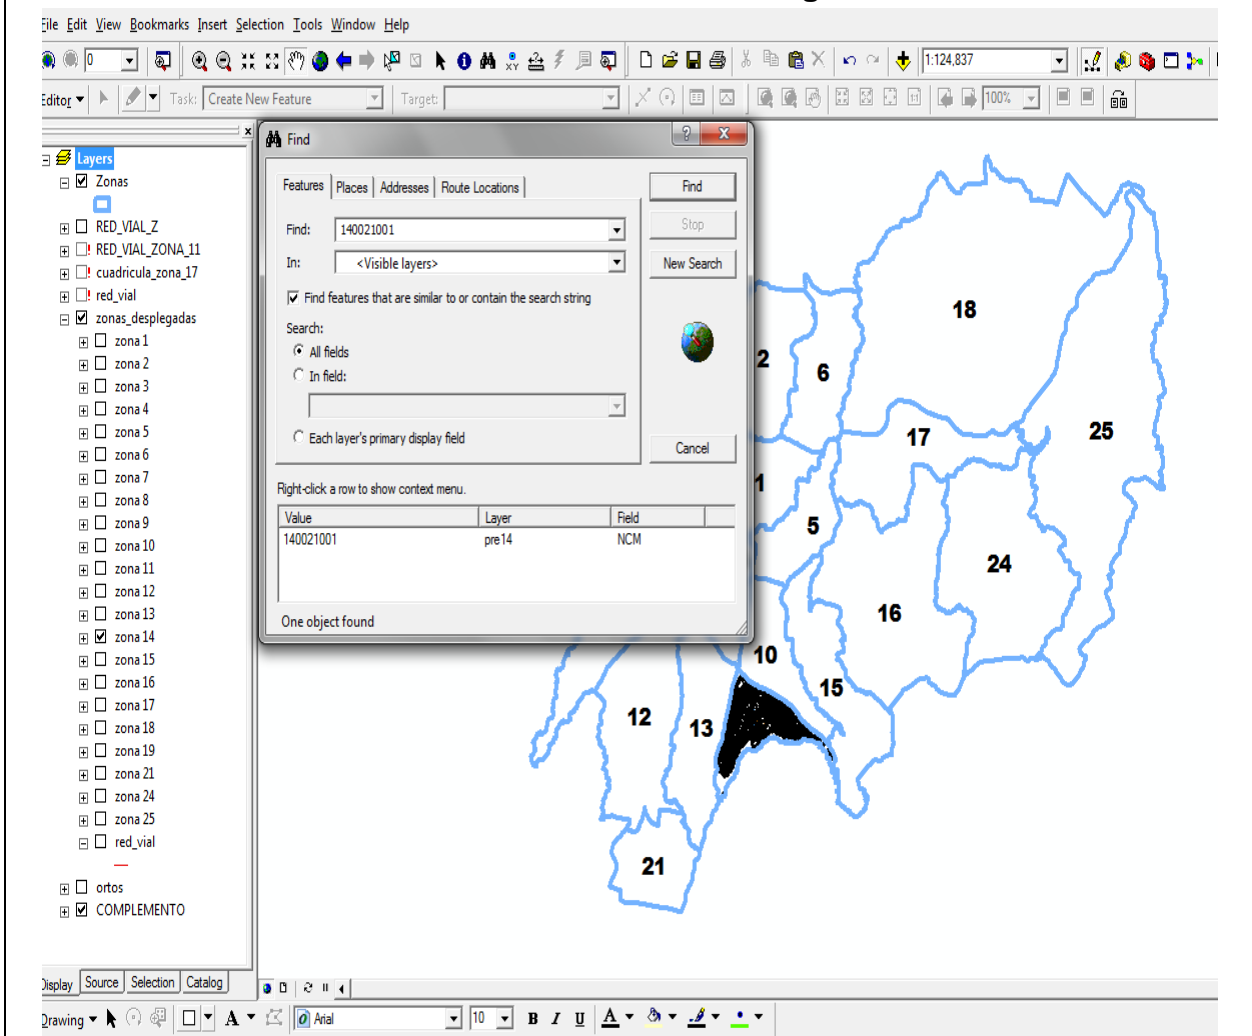 File Edit View Bookmarks Insert Selection Tools Window Help
0
1:124,837
Editor Task: Create New Feature Target: 100%
Find
Layers
Zonas
RED_VIAL_Z
RED_VIAL_ZONA_11
cuadricula_zona_17
red_vial
zonas_desplegadas
zona 1
zona 2
zona 3
zona 4
zona 5
zona 6
zona 7
zona 8
zona 9
zona 10
zona 11
zona 12
zona 13
zona 14
zona 15
zona 16
zona 17
zona 18
zona 19
zona 21
zona 24
zona 25
red_vial
ortos
COMPLEMENTO
Features Places Addresses Route Locations
Find
Find: 140021001
Stop
In: <Visible layers>
New Search
Find features that are similar to or contain the search string
Search:
All fields
In field:
Each layer's primary display field
Cancel
Right-click a row to show context menu.
Value Layer Field
140021001 pre14 NCM
One object found
18
2
6
25
17
1
5
24
16
10
15
12
13
21
Display Source Selection Catalog
Drawing A Arial 10 B I U A